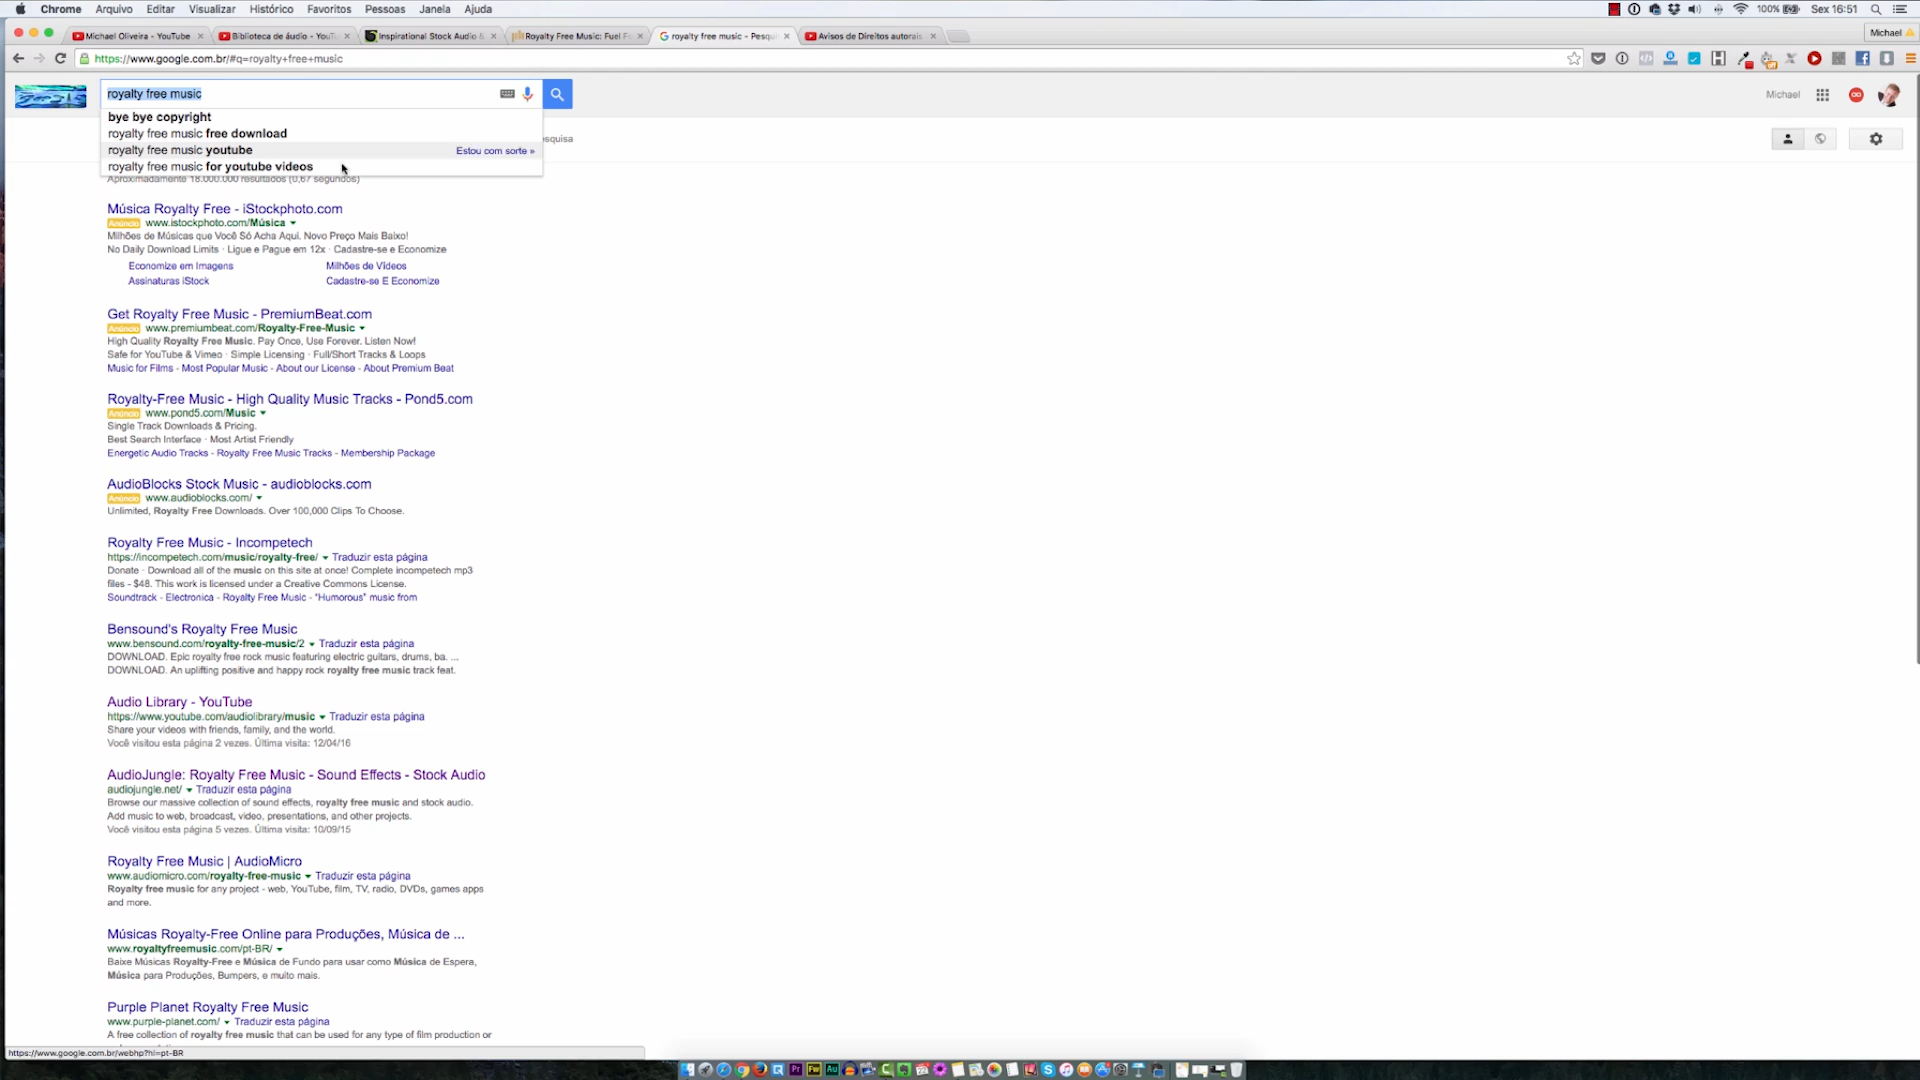 Chrome Arquivo Editar Visualizar Histórico Favoritos Pessoas Janela Ajuda
100% Sex 16:51
Michael Oliveira - YouTube
Biblioteca de áudio - YouTu
Inspirational Stock Audio &
Royalty Free Music: Fuel F
royalty free music - Pesqui
Avisos de Direitos autorais
Michael
https://www.google.com.br/#q=royalty+free+music
royalty free music
Michael
bye bye copyright
royalty free music free download
esquisa
royalty free music youtube Estou com sorte »
royalty free music for youtube videos
Aproximadamente 18.000.000 resultados (0,67 segundos)
Música Royalty Free - iStockphoto.com
Anúncio www.istockphoto.com/Música
Milhões de Músicas que Você Só Acha Aqui. Novo Preço Mais Baixo!
No Daily Download Limits · Ligue e Pague em 12x · Cadastre-se e Economize
Economize em Imagens Milhões de Vídeos
Assinaturas iStock Cadastre-se E Economize
Get Royalty Free Music - PremiumBeat.com
Anúncio www.premiumbeat.com/Royalty-Free-Music
High Quality Royalty Free Music. Pay Once, Use Forever. Listen Now!
Safe for YouTube & Vimeo · Simple Licensing · Full/Short Tracks & Loops
Music for Films - Most Popular Music - About our License - About Premium Beat
Royalty-Free Music - High Quality Music Tracks - Pond5.com
Anúncio www.pond5.com/Music
Single Track Downloads & Pricing.
Best Search Interface · Most Artist Friendly
Energetic Audio Tracks - Royalty Free Music Tracks - Membership Package
AudioBlocks Stock Music - audioblocks.com
Anúncio www.audioblocks.com/
Unlimited, Royalty Free Downloads. Over 100,000 Clips To Choose.
Royalty Free Music - Incompetech
https://incompetech.com/music/royalty-free/ Traduzir esta página
Donate · Download all of the music on this site at once! Complete incompetech mp3
files - $48. This work is licensed under a Creative Commons License.
Soundtrack - Electronica - Royalty Free Music - "Humorous" music from
Bensound's Royalty Free Music
www.bensound.com/royalty-free-music/2 Traduzir esta página
DOWNLOAD. Epic royalty free rock music featuring electric guitars, drums, ba. ...
DOWNLOAD. An uplifting positive and happy rock royalty free music track feat.
Audio Library - YouTube
https://www.youtube.com/audiolibrary/music Traduzir esta página
Share your videos with friends, family, and the world.
Você visitou esta página 2 vezes. Última visita: 12/04/16
AudioJungle: Royalty Free Music - Sound Effects - Stock Audio
audiojungle.net/ Traduzir esta página
Browse our massive collection of sound effects, royalty free music and stock audio.
Add music to web, broadcast, video, presentations, and other projects.
Você visitou esta página 5 vezes. Última visita: 10/09/15
Royalty Free Music | AudioMicro
www.audiomicro.com/royalty-free-music Traduzir esta página
Royalty free music for any project - web, YouTube, film, TV, radio, DVDs, games apps
and more.
Músicas Royalty-Free Online para Produções, Música de ...
www.royaltyfreemusic.com/pt-BR/
Baixe Músicas Royalty-Free e Música de Fundo para usar como Música de Espera,
Música para Produções, Bumpers, e muito mais.
Purple Planet Royalty Free Music
www.purple-planet.com/ Traduzir esta página
A free collection of royalty free music that can be used for any type of film production or
https://www.google.com.br/webhp?hl=pt-BR